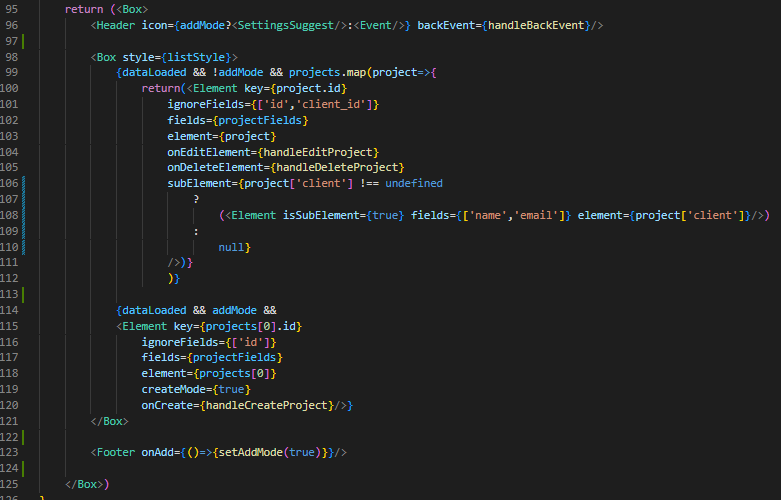 95 return (<Box>
96 <Header icon={addMode?<SettingsSuggest/>:<Event/>} backEvent={handleBackEvent}/>
97
98 <Box style={listStyle}>
99 {dataLoaded && !addMode && projects.map(project=>{
100 return(<Element key={project.id}
101 ignoreFields={['id','client_id']}
102 fields={projectFields}
103 element={project}
104 onEditElement={handleEditProject}
105 onDeleteElement={handleDeleteProject}
106 subElement={project['client'] !== undefined
107 ?
108 (<Element isSubElement={true} fields={['name','email']} element={project['client']}/>)
109 :
110 null}
111 />)}
112 )}
113
114 {dataLoaded && addMode &&
115 <Element key={projects[0].id}
116 ignoreFields={['id']}
117 fields={projectFields}
118 element={projects[0]}
119 createMode={true}
120 onCreate={handleCreateProject}/>}
121 </Box>
122
123 <Footer onAdd={()=>{setAddMode(true)}}/>
124
125 </Box>)